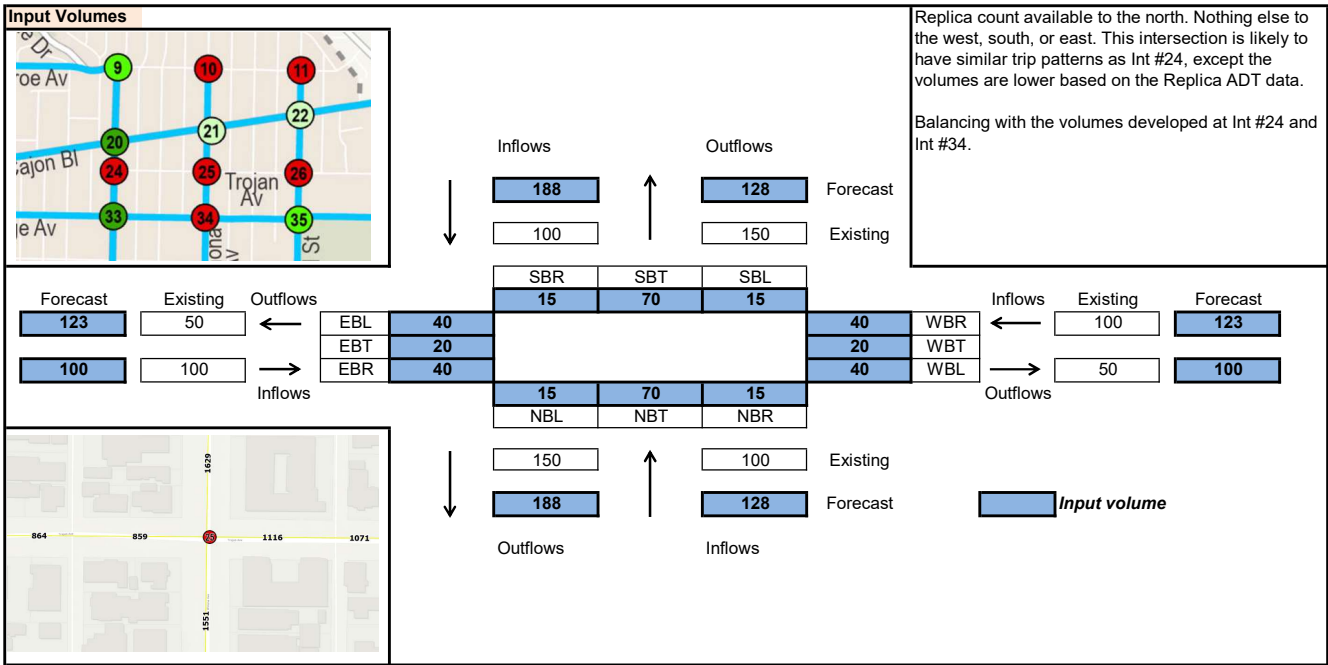 Input Volumes
Replica count available to the north. Nothing else to
the west, south, or east. This intersection is likely to
have similar trip patterns as Int #24, except the
volumes are lower based on the Replica ADT data.
Balancing with the volumes developed at Int #24 and
Int #34.
a Dr
roe Av
9
10
11
22
21
20
ajon Bl
24
25
26
Trojan
Av
33
34
35
ge Av
ona
Av
St
Inflows
Outflows
188
128
Forecast
100
150
Existing
SBR
SBT
SBL
15
70
15
Forecast
Existing
Outflows
Inflows
Existing
Forecast
123
50
EBL
40
40
WBR
100
123
EBT
20
20
WBT
100
100
EBR
40
40
WBL
50
100
Inflows
Outflows
15
70
15
NBL
NBT
NBR
150
100
Existing
188
128
Forecast
Input volume
Outflows
Inflows
1629
864
859
25
1116
1071
1551